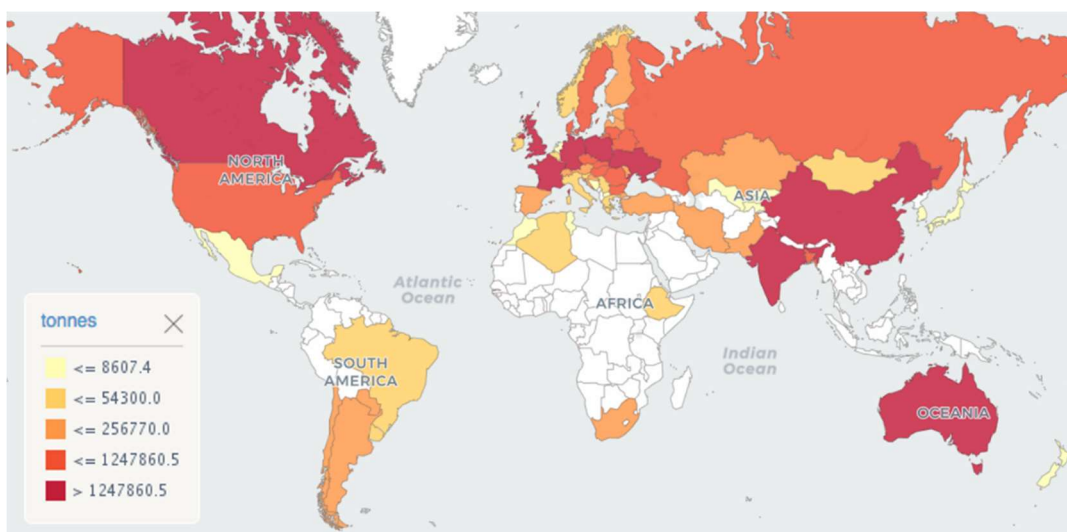 NORTH
AMERICA
ASIA
Atlantic
Ocean
AFRICA
Indian
Ocean
SOUTH
AMERICA
OCEANIA
tonnes
<= 8607.4
<= 54300.0
<= 256770.0
<= 1247860.5
> 1247860.5